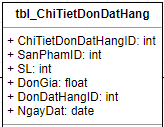 tbl_ChiTietDonDatHang
+ ChiTietDonDatHangID: int
+ SanPhamID: int
+ SL: int
+ DonGia: float
+ DonDatHangID: int
+ NgayDat: date